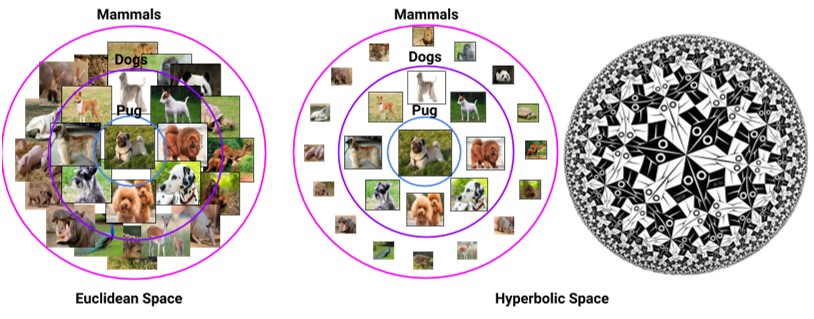 Mammals
Dogs
Pug
Euclidean Space
Mammals
Dogs
Pug
Hyperbolic Space